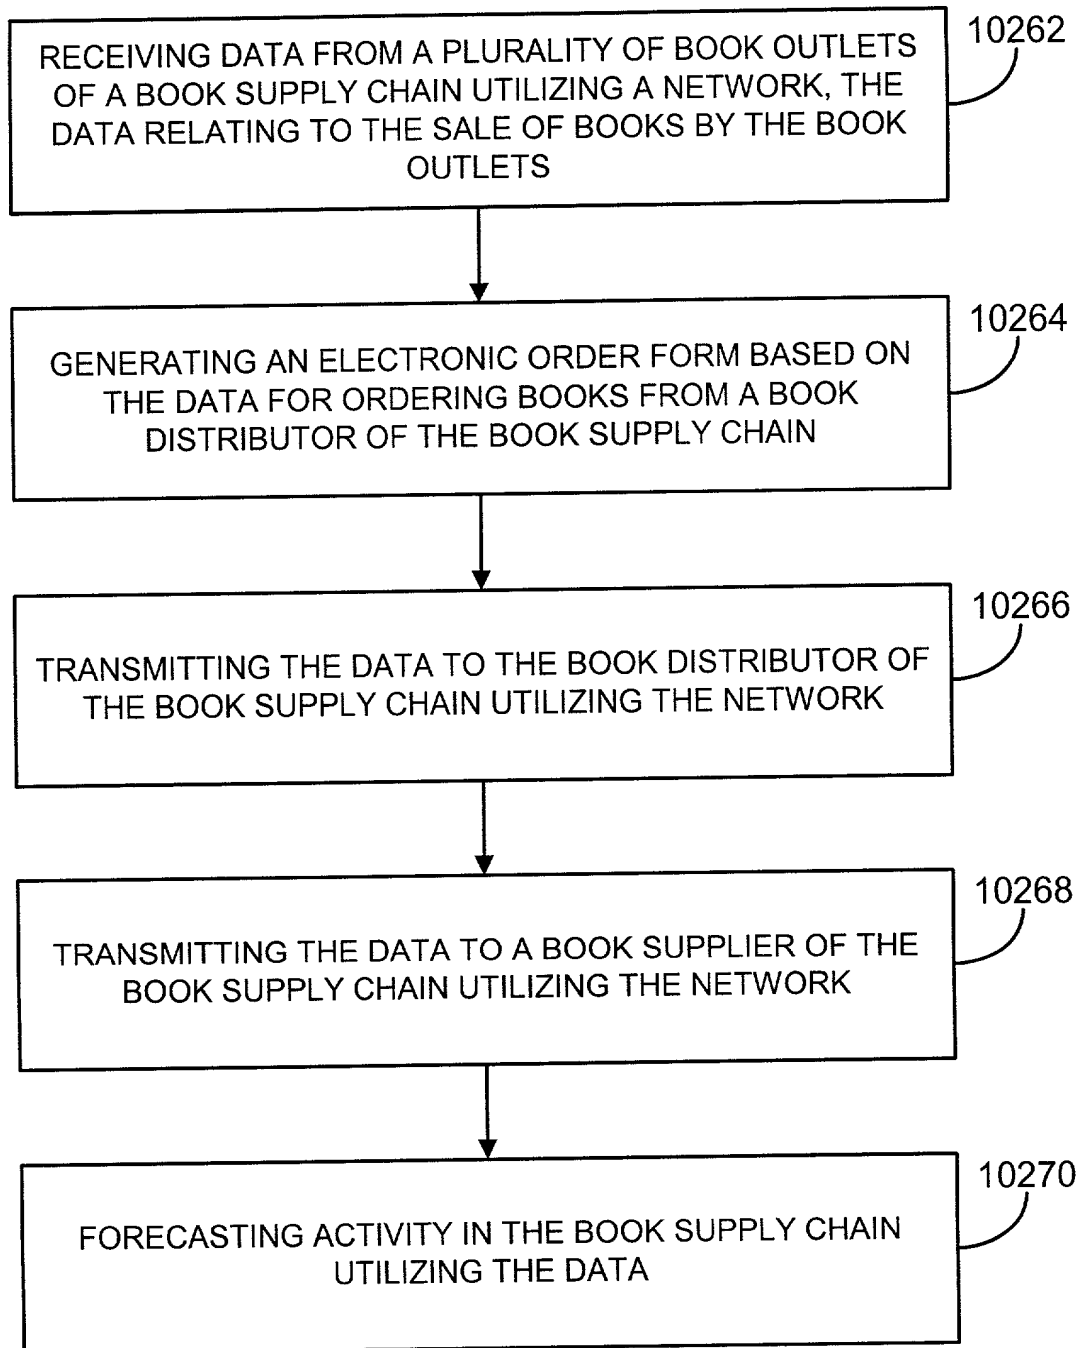 10262
RECEIVING DATA FROM A PLURALITY OF BOOK OUTLETS
OF A BOOK SUPPLY CHAIN UTILIZING A NETWORK, THE
DATA RELATING TO THE SALE OF BOOKS BY THE BOOK
OUTLETS
10264
GENERATING AN ELECTRONIC ORDER FORM BASED ON
THE DATA FOR ORDERING BOOKS FROM A BOOK
DISTRIBUTOR OF THE BOOK SUPPLY CHAIN
10266
TRANSMITTING THE DATA TO THE BOOK DISTRIBUTOR OF
THE BOOK SUPPLY CHAIN UTILIZING THE NETWORK
10268
TRANSMITTING THE DATA TO A BOOK SUPPLIER OF THE
BOOK SUPPLY CHAIN UTILIZING THE NETWORK
10270
FORECASTING ACTIVITY IN THE BOOK SUPPLY CHAIN
UTILIZING THE DATA